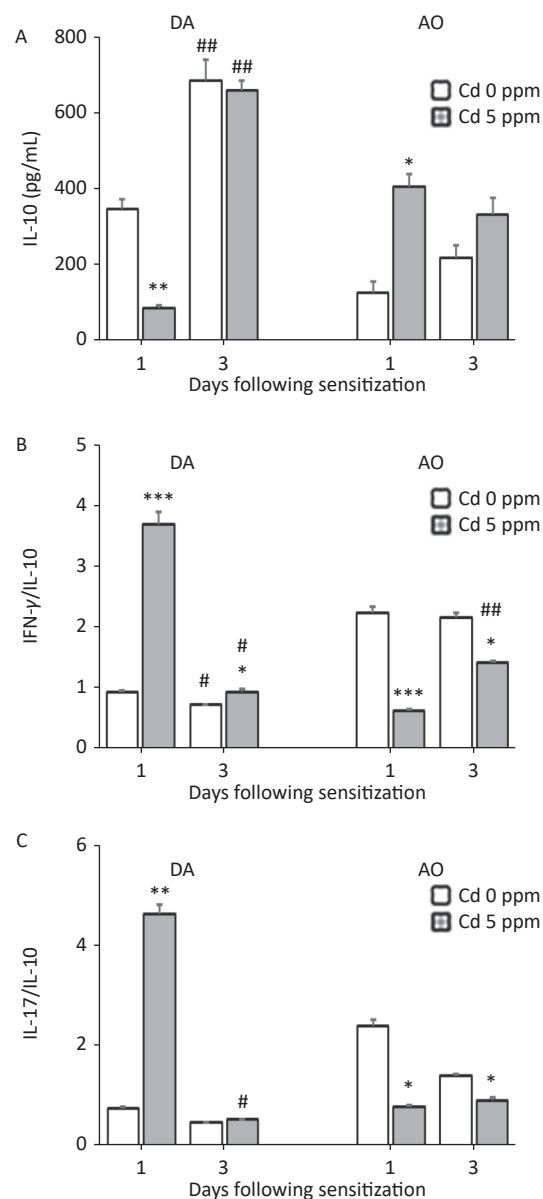 A
DA
AO
800
600
400
200
0
IL-10 (pg/mL)
##
##
**
*
Cd 0 ppm
Cd 5 ppm
1
3
1
3
Days following sensitization
B
DA
AO
5
4
3
2
1
0
IFN-γ/IL-10
***
#
#
*
***
##
*
Cd 0 ppm
Cd 5 ppm
1
3
1
3
Days following sensitization
C
DA
AO
6
4
2
0
IL-17/IL-10
**
#
*
*
Cd 0 ppm
Cd 5 ppm
1
3
1
3
Days following sensitization